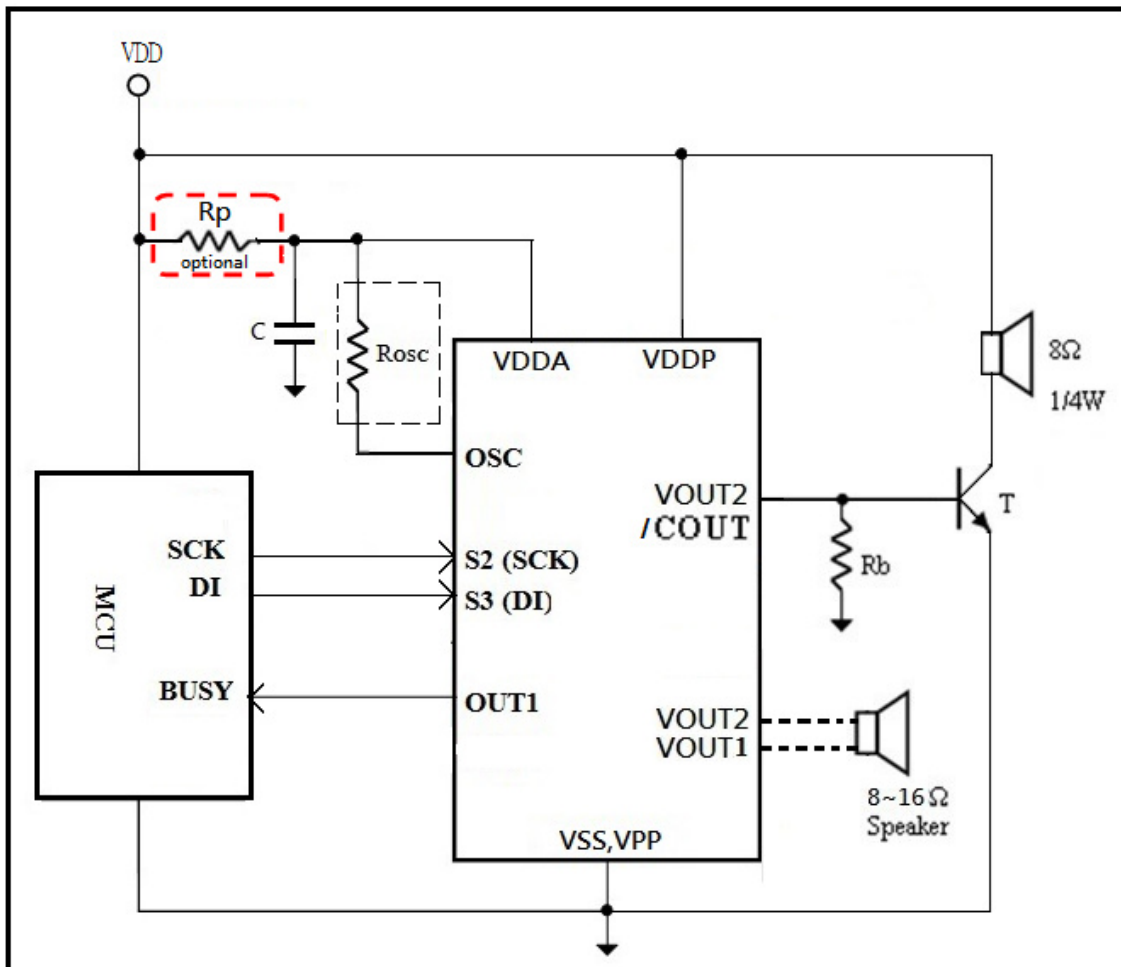 VDD
Rp
optional
C
Rosc
VDDA
VDDP
8Ω
1/4W
OSC
VOUT2
/COUT
T
Rb
SCK
DI
MCU
BUSY
S2 (SCK)
S3 (DI)
OUT1
VOUT2
VOUT1
8~16 Ω
Speaker
VSS,VPP